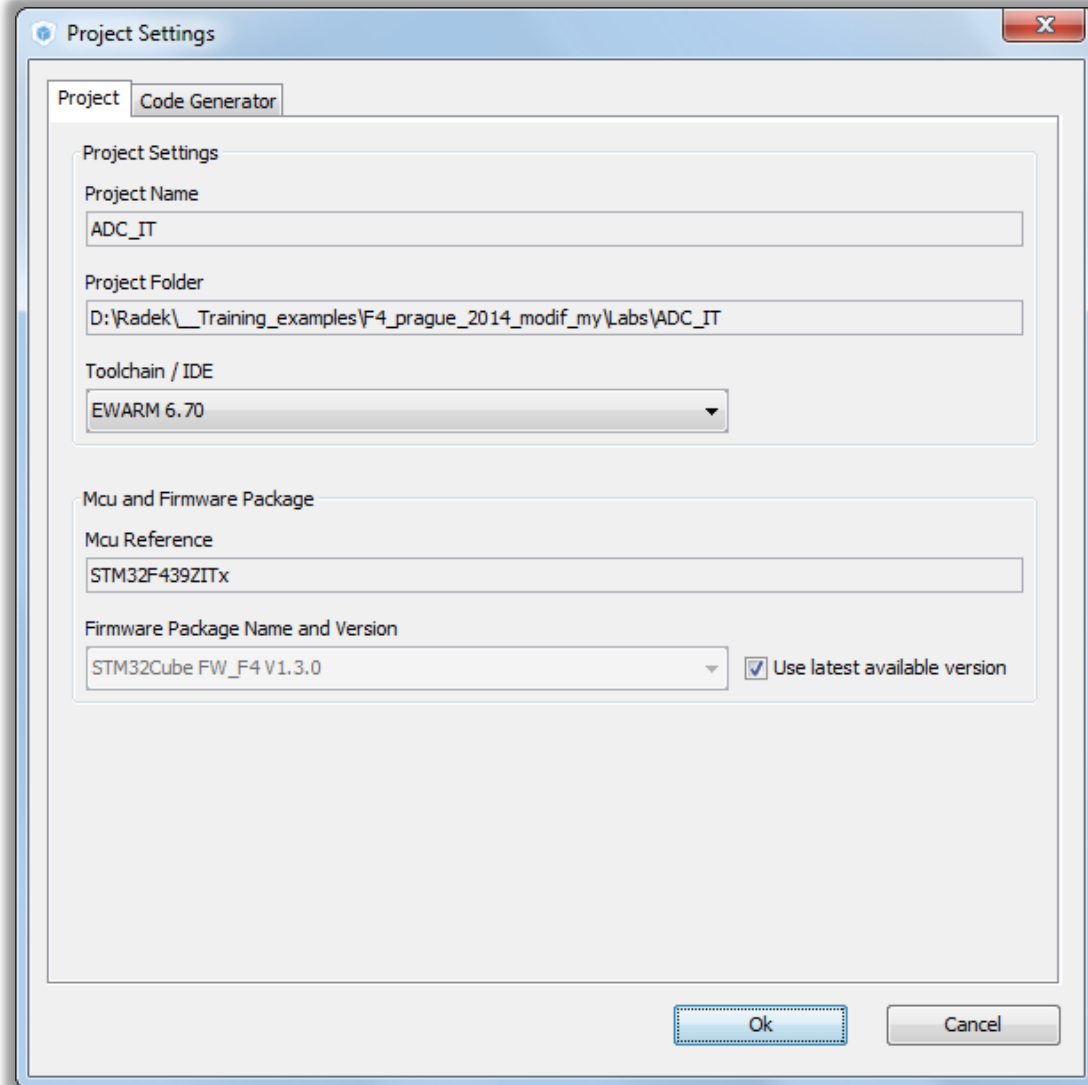 Project Settings
X
Project
Code Generator
Project Settings
Project Name
ADC_IT
Project Folder
D:\Radek\__Training_examples\F4_prague_2014_modif_my\Labs\ADC_IT
Toolchain / IDE
EWARM 6.70
Mcu and Firmware Package
Mcu Reference
STM32F439ZITx
Firmware Package Name and Version
STM32Cube FW_F4 V1.3.0
Use latest available version
Ok
Cancel